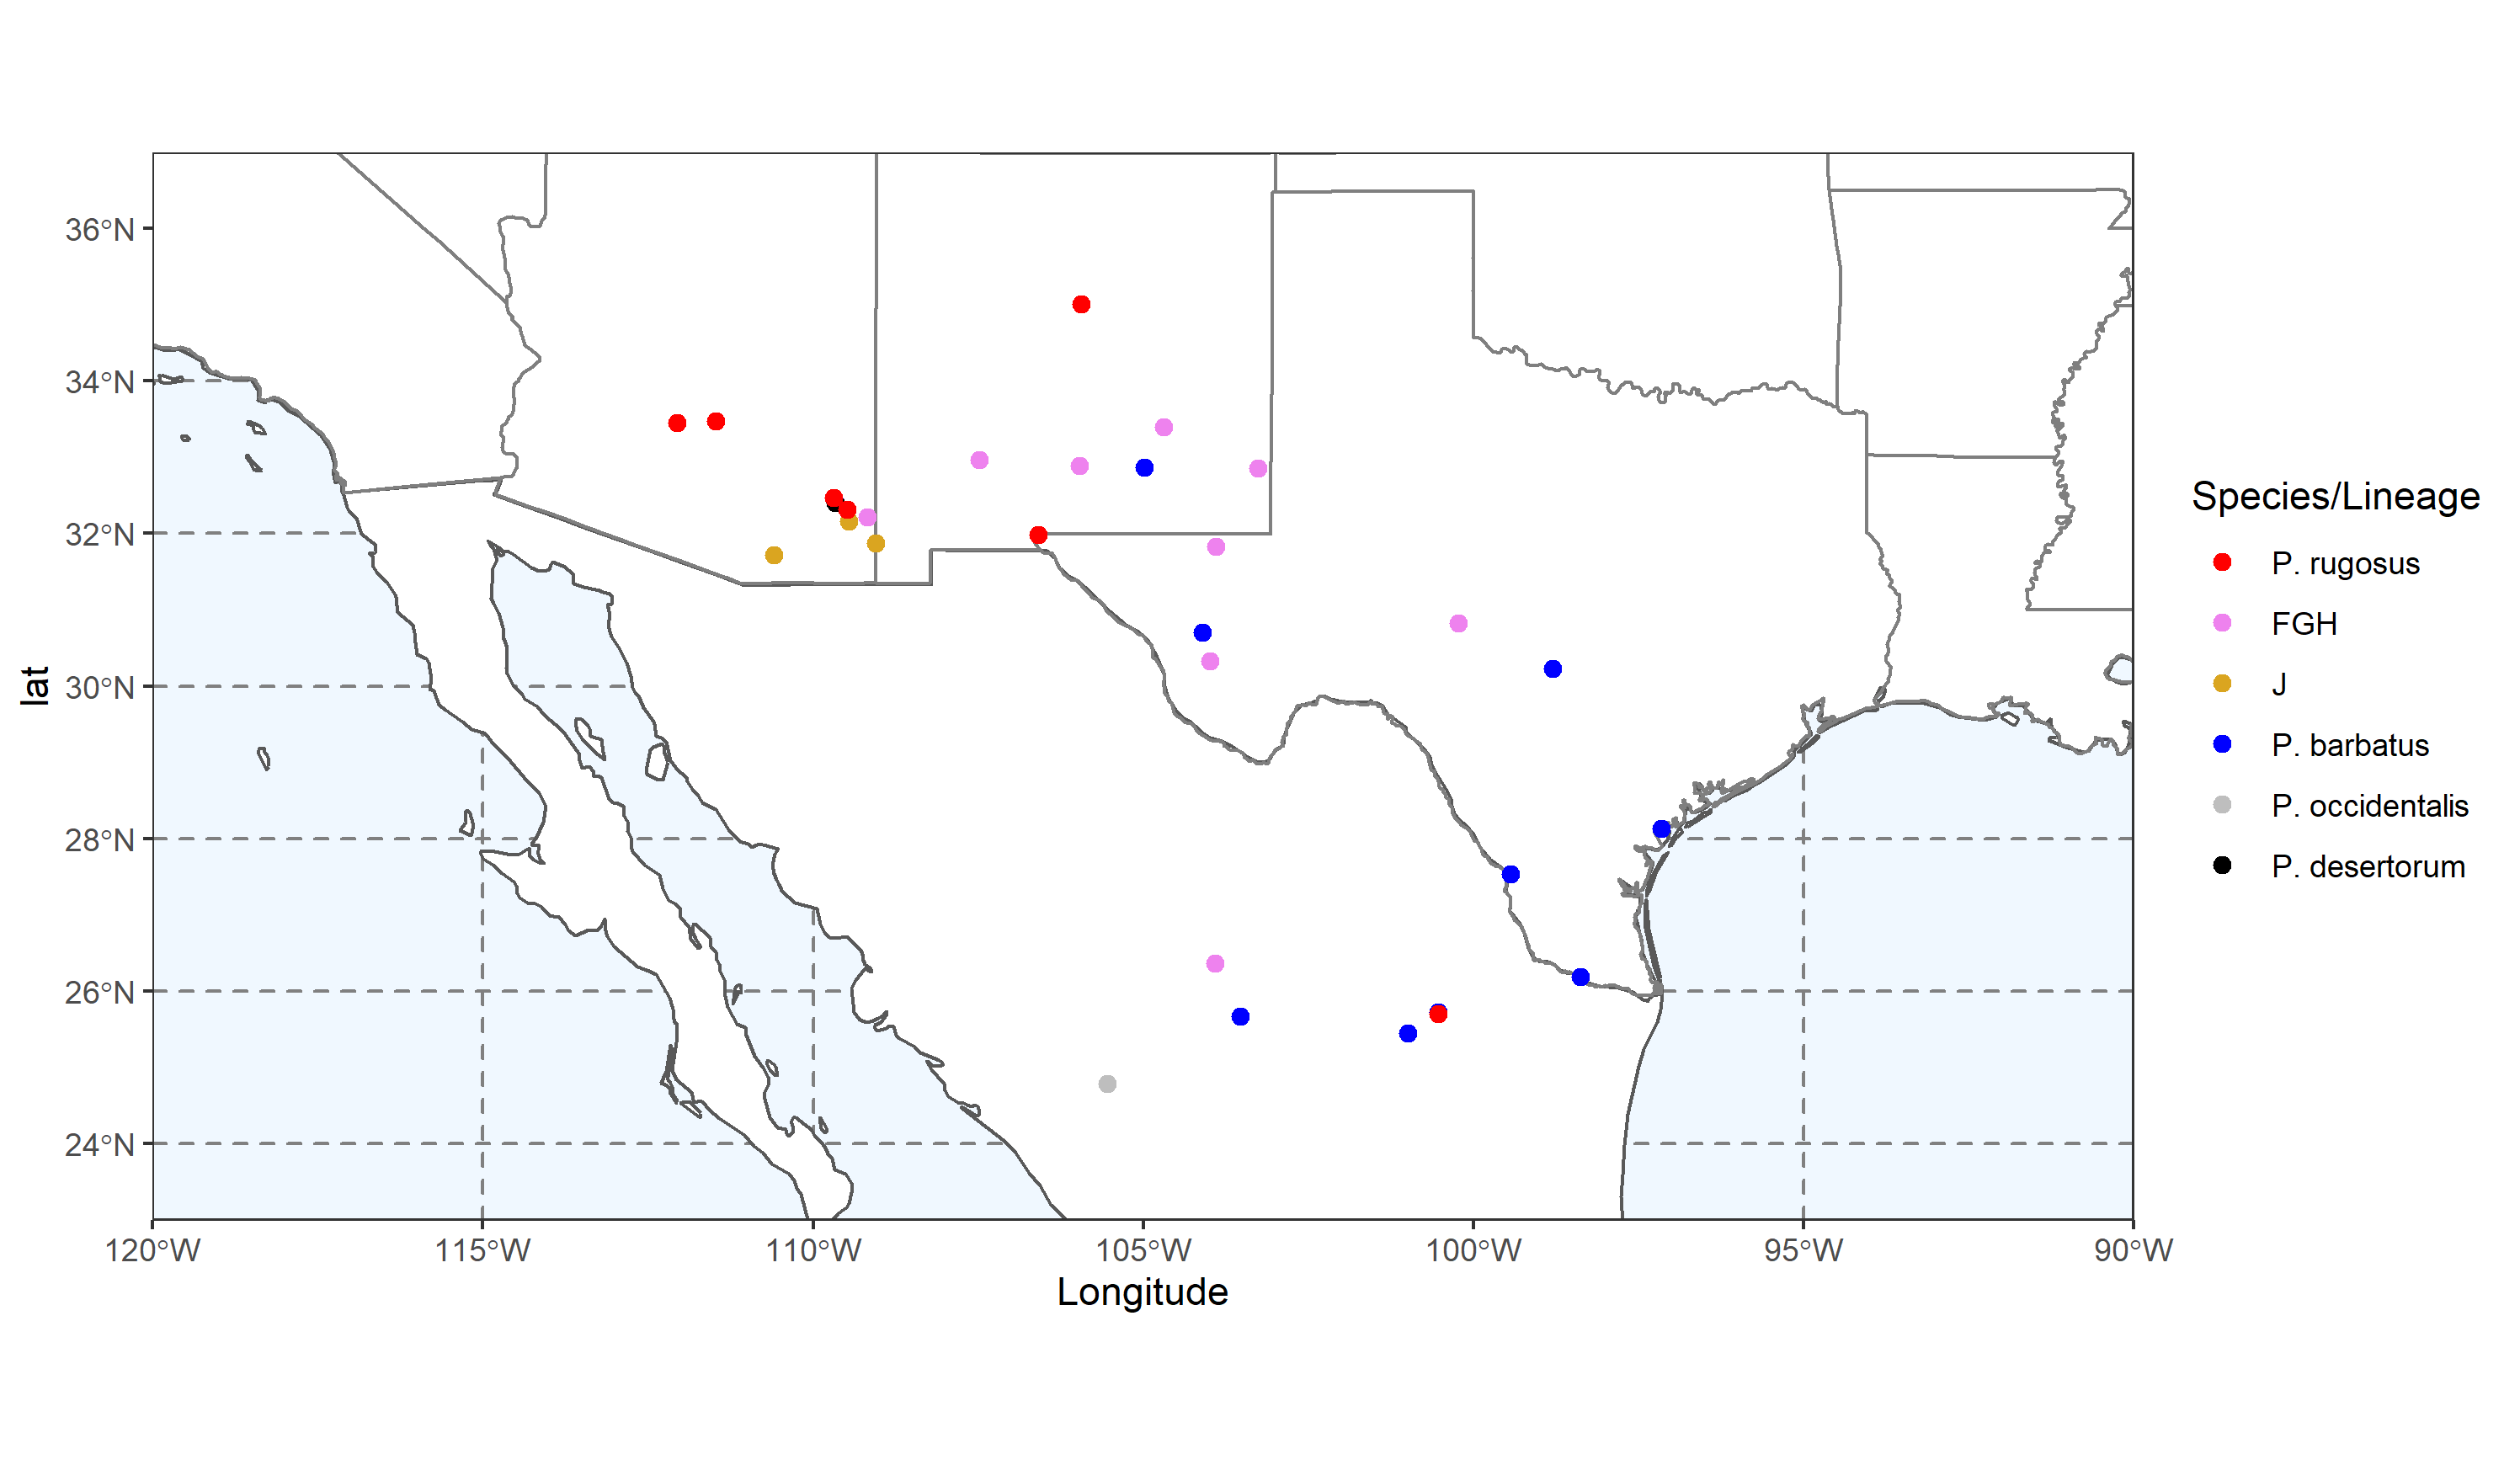 36°N
34°N
32°N
30°N
28°N
26°N
24°N
lat
120°W 115°W 110°W 105°W 100°W 95°W 90°W
Longitude
Species/Lineage
P. rugosus
FGH
J
P. barbatus
P. occidentalis
P. desertorum